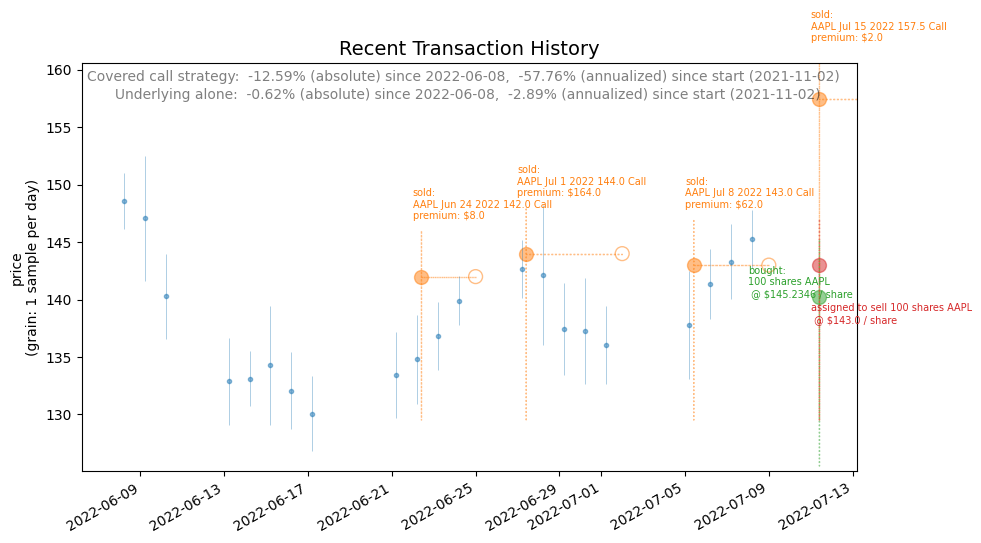 sold:
AAPL Jul 15 2022 157.5 Call
premium: $2.0
Recent Transaction History
Covered call strategy:  -12.59% (absolute) since 2022-06-08,  -57.76% (annualized) since start (2021-11-02)
Underlying alone:  -0.62% (absolute) since 2022-06-08,  -2.89% (annualized) since start (2021-11-02)
160
155
150
145
140
135
130
price
(grain: 1 sample per day)
sold:
AAPL Jun 24 2022 142.0 Call
premium: $8.0
sold:
AAPL Jul 1 2022 144.0 Call
premium: $164.0
sold:
AAPL Jul 8 2022 143.0 Call
premium: $62.0
bought:
100 shares AAPL
@ $145.2346 / share
assigned to sell 100 shares AAPL
@ $143.0 / share
2022-06-09
2022-06-13
2022-06-17
2022-06-21
2022-06-25
2022-06-29
2022-07-01
2022-07-05
2022-07-09
2022-07-13